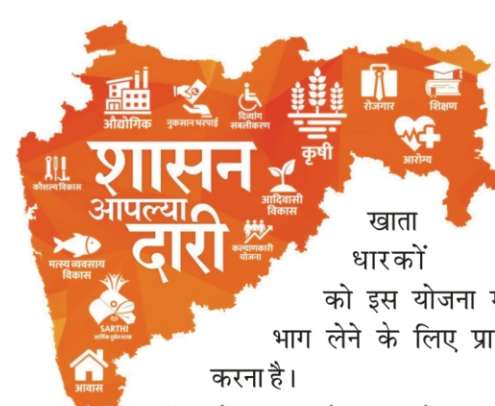 औद्योगिक
नुकसान भरपाई
दिव्यांग
सबलीकरण
कृषी
रोजगार
शिक्षण
आरोग्य
कौशल्य विकास
शासन
आपल्या
दारी
आदिवासी
विकास
कल्याणकारी
योजना
मत्स्य व्यवसाय
विकास
SARTHI
आवास
खाता
धारकों
को इस योजना
भाग लेने के लिए
करना है।